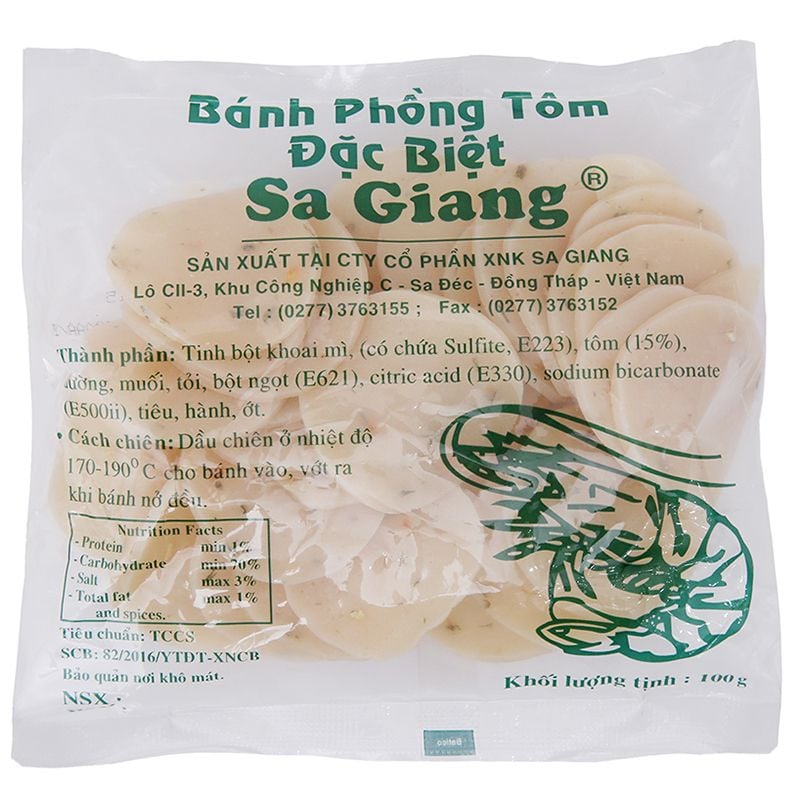 Bánh Phồng Tôm
Đặc Biệt
Sa Giang ®
SẢN XUẤT TẠI CTY CỔ PHẦN XNK SA GIANG
Lô CII-3, Khu Công Nghiệp C - Sa Đéc - Đồng Tháp - Việt Nam
Tel : (0277) 3763155 ; Fax : (0277) 3763152
Thành phần: Tinh bột khoai mì, (có chứa Sulfite, E223), tôm (15%),
đường, muối, tỏi, bột ngọt (E621), citric acid (E330), sodium bicarbonate
(E500ii), tiêu, hành, ớt.
• Cách chiên: Dầu chiên ở nhiệt độ
170-190⁰ C cho bánh vào, vớt ra
khi bánh nở đều.
Nutrition Facts
- Protein min 1%
- Carbohydrate min 70%
- Salt max 3%
- Total fat max 1%
and spices.
Tiêu chuẩn: TCCS
SCB: 82/2016/YTĐT-XNCB
Bảo quản nơi khô mát.
Khối lượng tịnh : 100g
NSX :